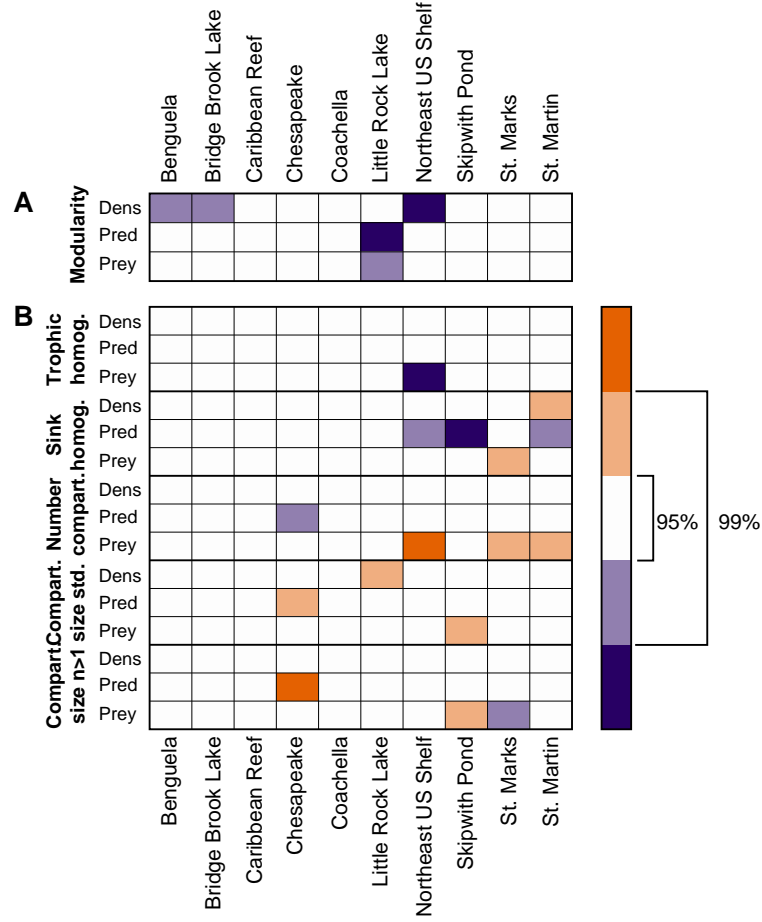 Benguela
Bridge Brook Lake
Caribbean Reef
Chesapeake
Coachella
Little Rock Lake
Northeast US Shelf
Skipwith Pond
St. Marks
St. Martin
A
Modularity
Dens
Pred
Prey
B
Trophic
homog.
Dens
Pred
Prey
Sink
homog.
Dens
Pred
Prey
Number
compart.
Dens
Pred
Prey
Compart.
size std.
Dens
Pred
Prey
Compart.
size n>1
Dens
Pred
Prey
95%
99%
Benguela
Bridge Brook Lake
Caribbean Reef
Chesapeake
Coachella
Little Rock Lake
Northeast US Shelf
Skipwith Pond
St. Marks
St. Martin